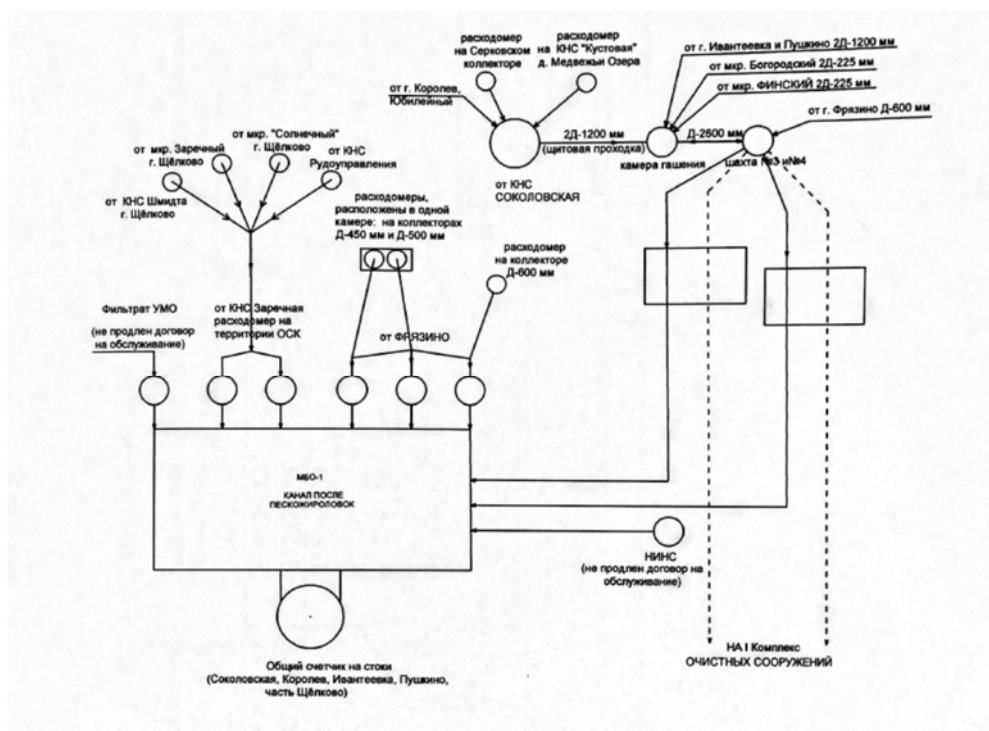 расходомер
на Серковском
коллекторе
расходомер
на КНС "Кустовая"
д. Медвежьи Озера
от г. Ивантеевка и Пушкино 2Д-1200 мм
от мкр. Богородский 2Д-225 мм
от мкр. ФИНСКИЙ 2Д-225 мм
от г. Фрязино Д-600 мм
от г. Королев,
Юбилейный
2Д-1200 мм
(щитовая проходка)
Д-2600 мм
камера гашения
шахта №3 и№4
от КНС
СОКОЛОВСКАЯ
от мкр. "Солнечный"
г. Щёлково
от мкр. Заречный
г. Щёлково
от КНС
Рудоуправления
от КНС Шмидта
г. Щёлково
расходомеры,
расположены в одной
камере: на коллекторах
Д-450 мм и Д-500 мм
расходомер
на коллекторе
Д-600 мм
Фильтрат УМО
(не продлен договор
на обслуживание)
от КНС Заречная
расходомер на
территории ОСК
от ФРЯЗИНО
МБО-1
КАНАЛ ПОСЛЕ
ПЕСКОЖИРОЛОВОК
НИНС
(не продлен договор на
обслуживание)
НА I Комплекс
ОЧИСТНЫХ СООРУЖЕНИЙ
Общий счетчик на стоки
(Соколовская, Королев, Ивантеевка, Пушкино,
часть Щёлково)